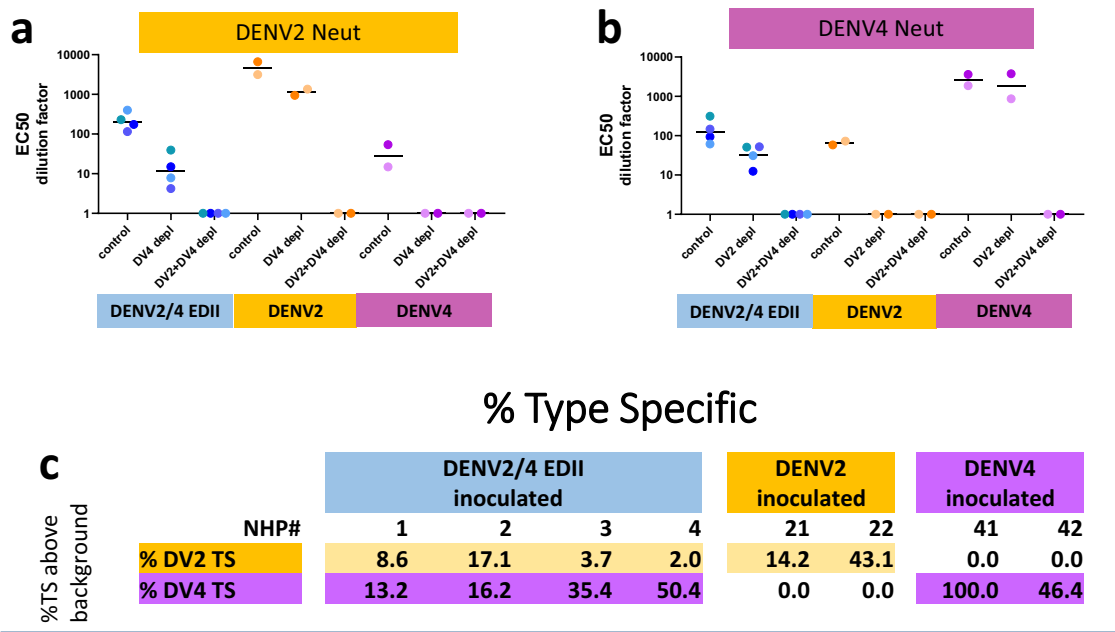 a
DENV2 Neut
EC50
dilution factor
10000
1000
100
10
1
control
DV4 depl
DV2+DV4 depl
control
DV4 depl
DV2+DV4 depl
control
DV4 depl
DV2+DV4 depl
DENV2/4 EDII DENV2 DENV4
b
DENV4 Neut
EC50
dilution factor
10000
1000
100
10
1
control
DV2 depl
DV2+DV4 depl
control
DV2 depl
DV2+DV4 depl
control
DV2 depl
DV2+DV4 depl
DENV2/4 EDII DENV2 DENV4
% Type Specific
c
%TS above
background
DENV2/4 EDII
inoculated
DENV2
inoculated
DENV4
inoculated
NHP# 1 2 3 4 21 22 41 42
% DV2 TS 8.6 17.1 3.7 2.0 14.2 43.1 0.0 0.0
% DV4 TS 13.2 16.2 35.4 50.4 0.0 0.0 100.0 46.4